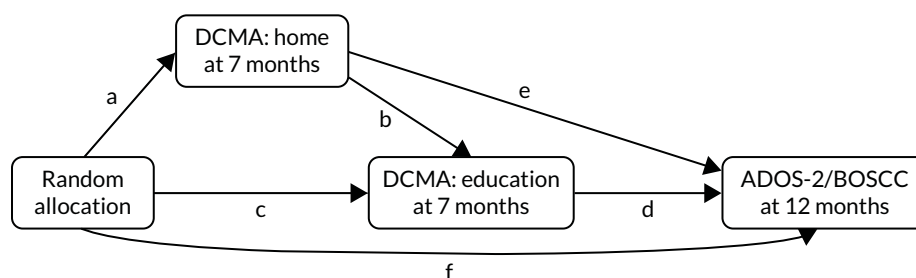 DCMA: home
at 7 months
a
e
b
Random
allocation
c
DCMA: education
at 7 months
d
ADOS-2/BOSCC
at 12 months
f